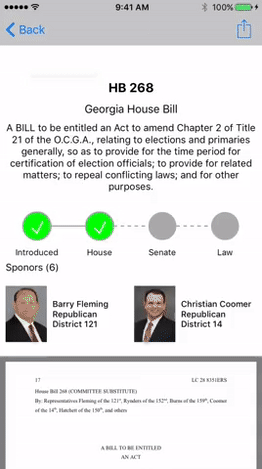 9:41 AM
100%
Back
HB 268
Georgia House Bill
A BILL to be entitled an Act to amend Chapter 2 of Title
21 of the O.C.G.A., relating to elections and primaries
generally, so as to provide for the time period for
certification of election officials; to provide for related
matters; to repeal conflicting laws; and for other
purposes.
Introduced House Senate Law
Sponors (6)
Barry Fleming
Republican
District 121
Christian Coomer
Republican
District 14
17 LC 28 8351ERS
House Bill 268 (COMMITTEE SUBSTITUTE)
By: Representatives Fleming of the 121st, Rynders of the 152nd, Burns of the 159th, Coomer
of the 14th, Hatchett of the 150th, and others
A BILL TO BE ENTITLED
AN ACT